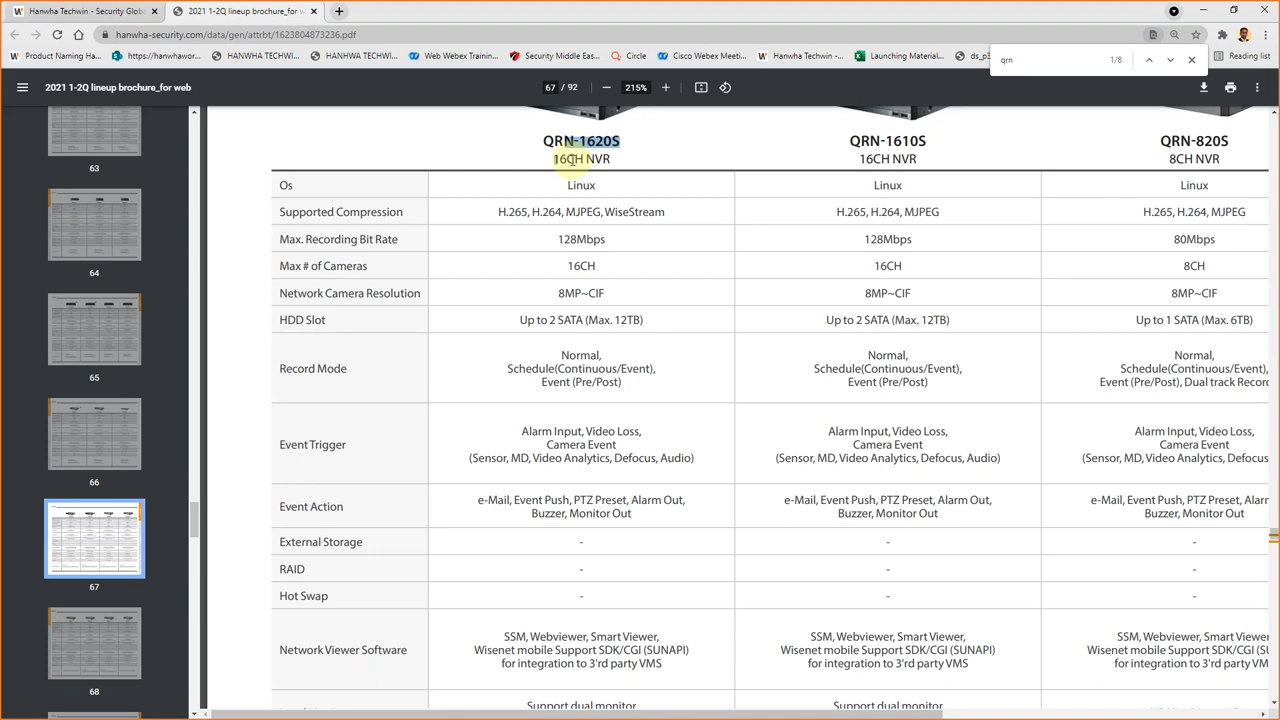 Hanwha Techwin - Security Glob
2021 1-2Q lineup brochure_for w
hanwha-security.com/data/gen/attrbt/1623804873236.pdf
Product Naming Ha...
https://hanwhawor...
HANWHA TECHWIN...
HANWHA TECHWIN...
Web Webex Training...
Security Middle Eas...
Circle
Cisco Webex Meeti...
Hanwha Techwin -...
Launching Material...
ds_p3
Reading list
qrn
1/8
2021 1-2Q lineup brochure_for web
67 / 92
215%
63
64
65
66
67
68
QRN-1620S QRN-1610S QRN-820S
16CH NVR 16CH NVR 8CH NVR
Os Linux Linux Linux
Supported Compression H.265, H.264, MJPEG, WiseStream H.265, H.264, MJPEG H.265, H.264, MJPEG
Max. Recording Bit Rate 128Mbps 128Mbps 80Mbps
Max # of Cameras 16CH 16CH 8CH
Network Camera Resolution 8MP~CIF 8MP~CIF 8MP~CIF
HDD Slot Up to 2 SATA (Max. 12TB) Up to 2 SATA (Max. 12TB) Up to 1 SATA (Max. 6TB)
Record Mode
Normal, Normal, Normal,
Schedule(Continuous/Event), Schedule(Continuous/Event), Schedule(Continuous/Event),
Event (Pre/Post) Event (Pre/Post) Event (Pre/Post), Dual track Record
Event Trigger
Alarm Input, Video Loss, Alarm Input, Video Loss, Alarm Input, Video Loss,
Camera Event Camera Event Camera Event
(Sensor, MD, Video Analytics, Defocus, Audio) (Sensor, MD, Video Analytics, Defocus, Audio) (Sensor, MD, Video Analytics, Defocus
Event Action
e-Mail, Event Push, PTZ Preset, Alarm Out, e-Mail, Event Push, PTZ Preset, Alarm Out, e-Mail, Event Push, PTZ Preset, Alarm
Buzzer, Monitor Out Buzzer, Monitor Out Buzzer, Monitor Out
External Storage - - -
RAID - - -
Hot Swap - - -
Network Viewer Software
SSM, Webviewer, Smart Viewer, SSM, Webviewer, Smart Viewer, SSM, Webviewer, Smart Viewer,
Wisenet mobile Support SDK/CGI (SUNAPI) Wisenet mobile Support SDK/CGI (SUNAPI) Wisenet mobile Support SDK/CGI (SU
for integration to 3'rd party VMS for integration to 3'rd party VMS for integration to 3'rd party VMS
Support dual monitor Support dual monitor